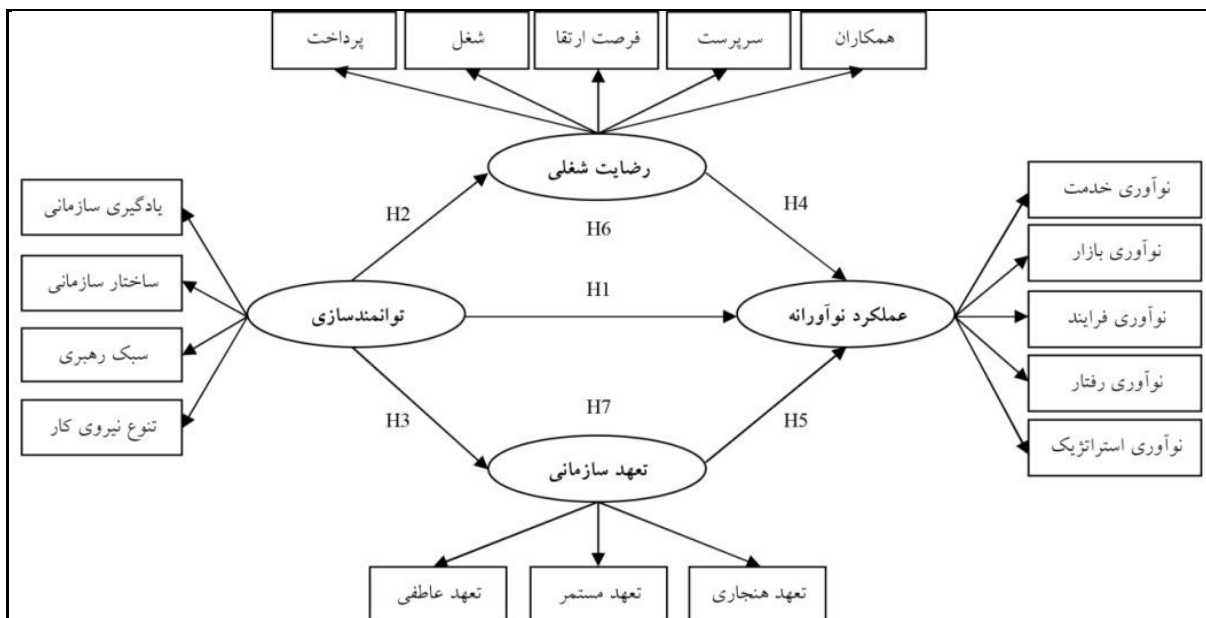 همکاران
سرپرست
فرصت ارتقا
شغل
پرداخت
رضایت شغلی
نوآوری خدمت
یادگیری سازمانی
H2
H4
H6
نوآوری بازار
ساختار سازمانی
H1
عملکرد نوآورانه
توانمندسازی
نوآوری فرایند
سبک رهبری
نوآوری رفتار
H7
تنوع نیروی کار
H3
H5
نوآوری استراتژیک
تعهد سازمانی
تعهد هنجاری
تعهد مستمر
تعهد عاطفی